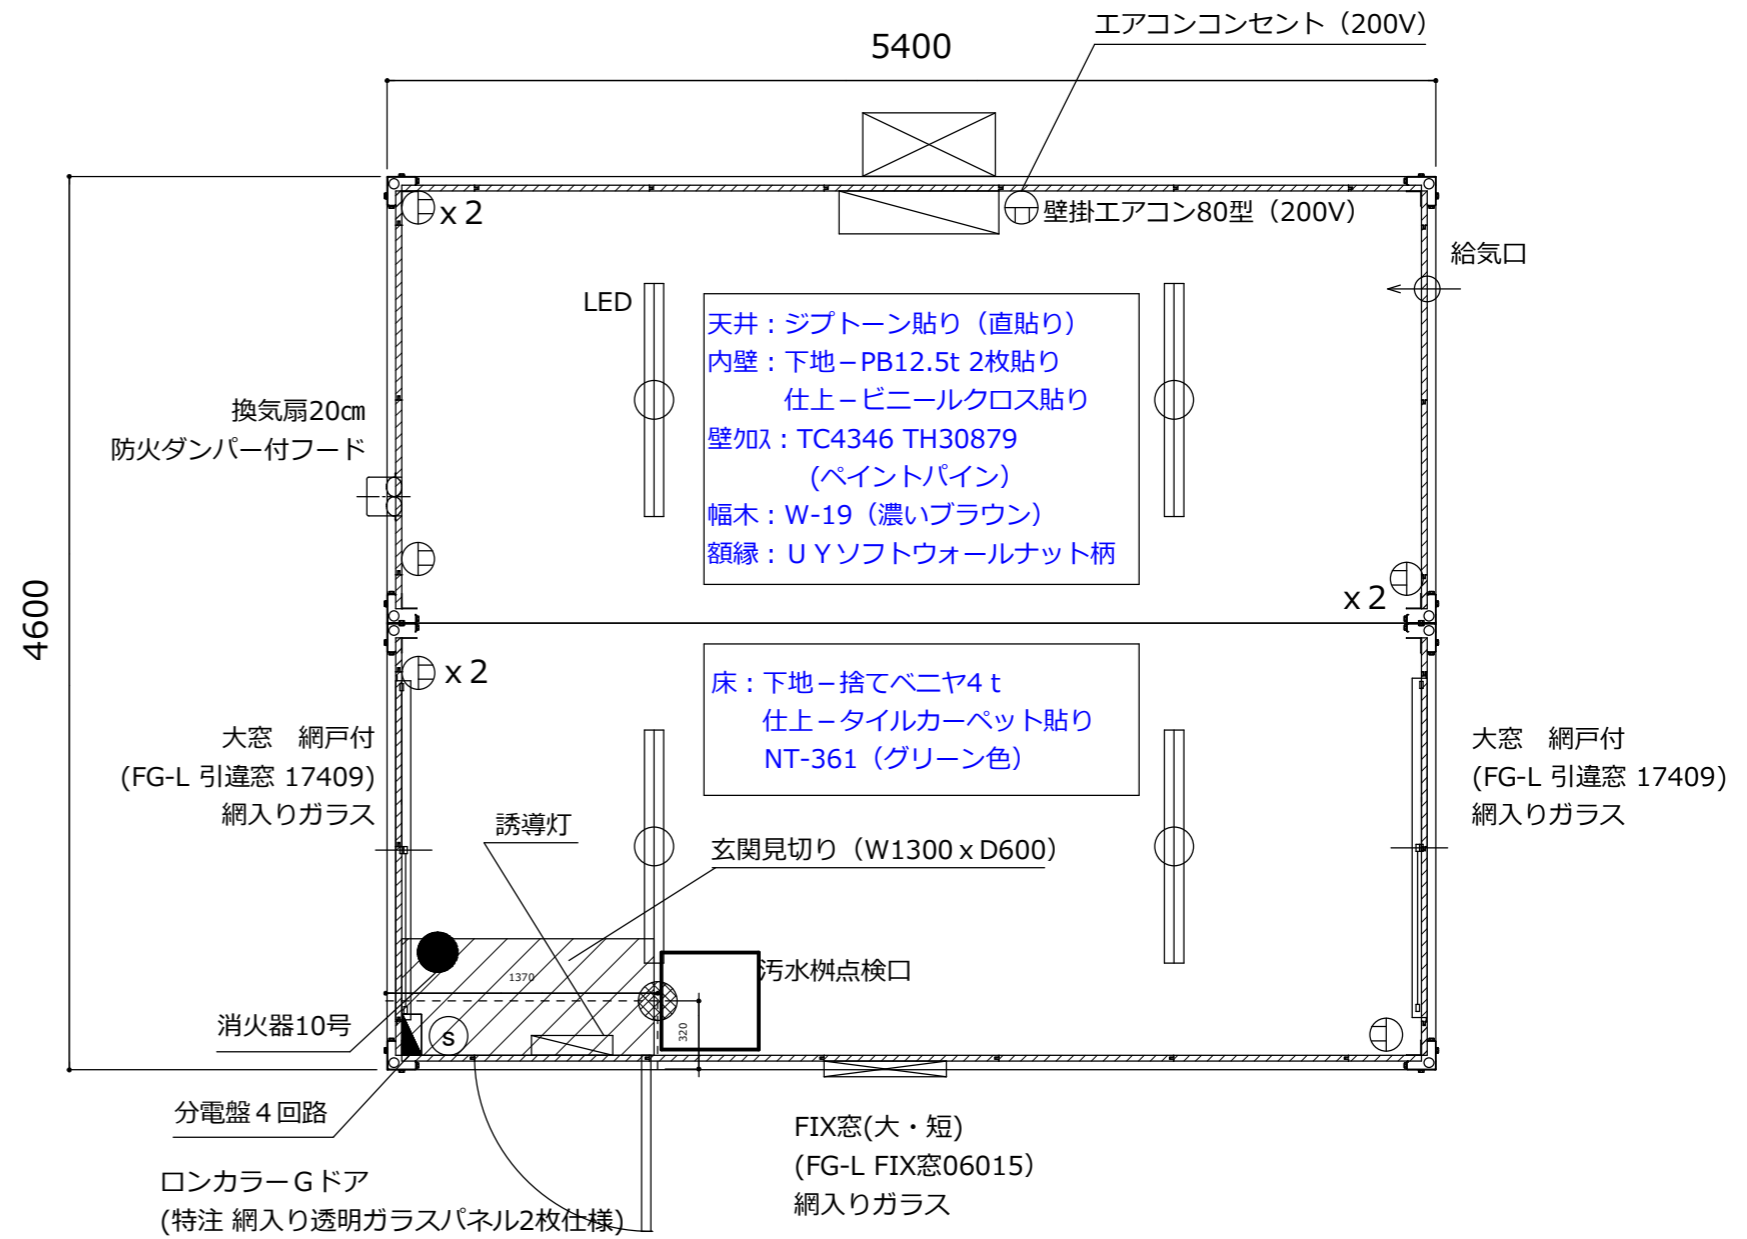 エアコンコンセント（200V）
5400
x 2
壁掛エアコン80型（200V）
給気口
LED
天井：ジプトーン貼り（直貼り）
内壁：下地－PB12.5t 2枚貼り
仕上－ビニールクロス貼り
壁ｸﾛｽ：TC4346 TH30879
(ペイントパイン）
幅木：W-19（濃いブラウン）
額縁：ＵＹソフトウォールナット柄
換気扇20㎝
防火ダンパー付フード
4600
x 2
x 2
床：下地－捨てベニヤ4 t
仕上－タイルカーペット貼り
NT-361（グリーン色）
大窓　網戸付
(FG-L 引違窓 17409)
網入りガラス
大窓　網戸付
(FG-L 引違窓 17409)
網入りガラス
誘導灯
玄関見切り（W1300 x D600）
1370
汚水桝点検口
消火器10号
S
320
分電盤４回路
FIX窓(大・短)
(FG-L FIX窓06015）
網入りガラス
ロンカラーＧドア
(特注 網入り透明ガラスパネル2枚仕様)